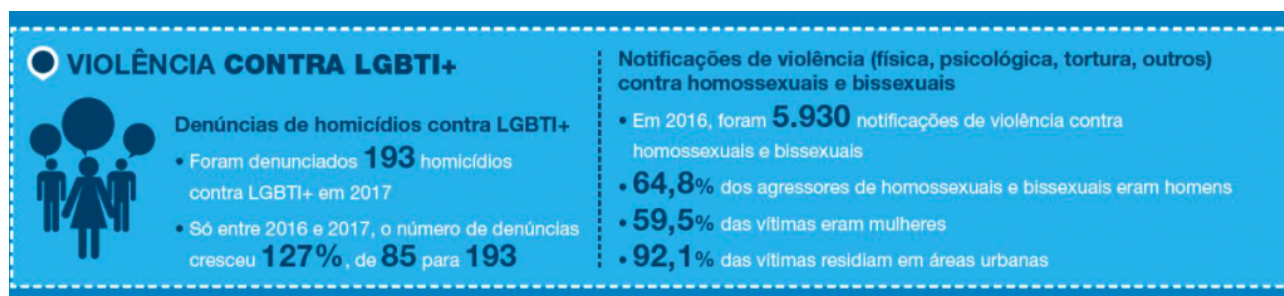 VIOLÊNCIA CONTRA LGBTI+
Denúncias de homicídios contra LGBTI+
• Foram denunciados 193 homicídios
contra LGBTI+ em 2017
• Só entre 2016 e 2017, o número de denúncias
cresceu 127%, de 85 para 193
Notificações de violência (física, psicológica, tortura, outros)
contra homossexuais e bissexuais
• Em 2016, foram 5.930 notificações de violência contra
homossexuais e bissexuais
• 64,8% dos agressores de homossexuais e bissexuais eram homens
• 59,5% das vítimas eram mulheres
• 92,1% das vítimas residiam em áreas urbanas